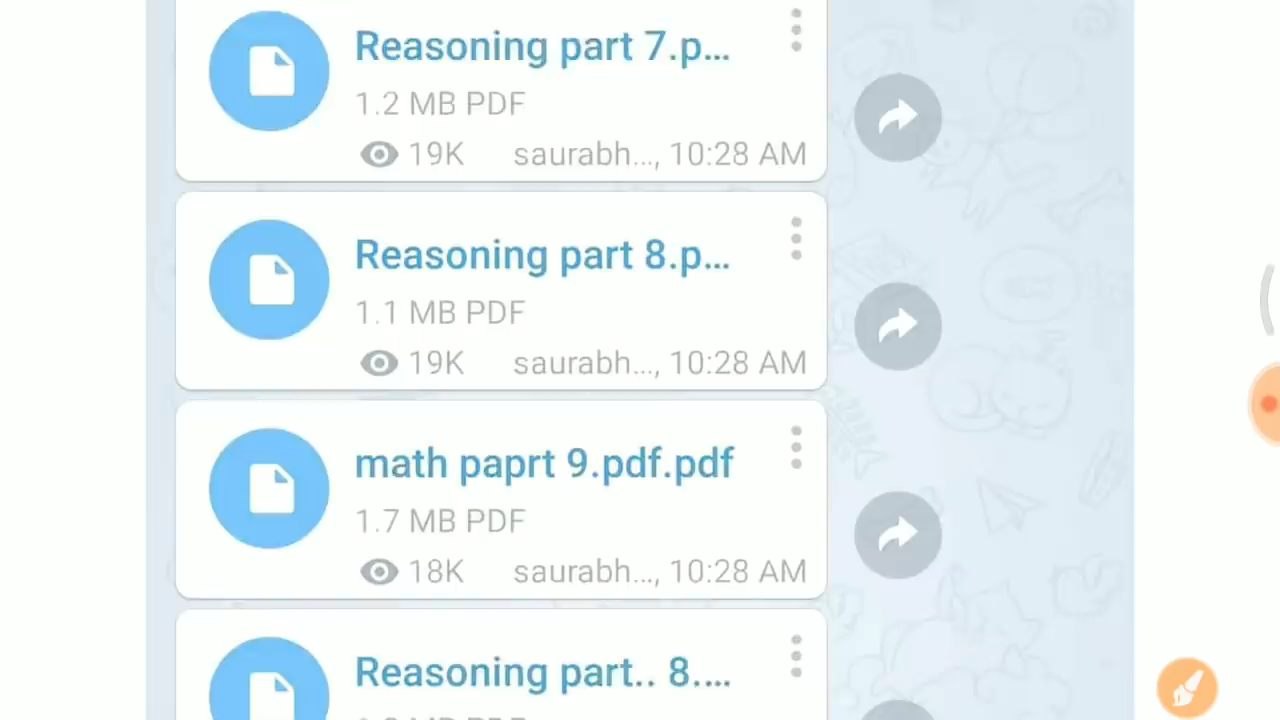 Reasoning part 7.p...
1.2 MB PDF
19K saurabh..., 10:28 AM
Reasoning part 8.p...
1.1 MB PDF
19K saurabh..., 10:28 AM
math paprt 9.pdf.pdf
1.7 MB PDF
18K saurabh..., 10:28 AM
Reasoning part.. 8....